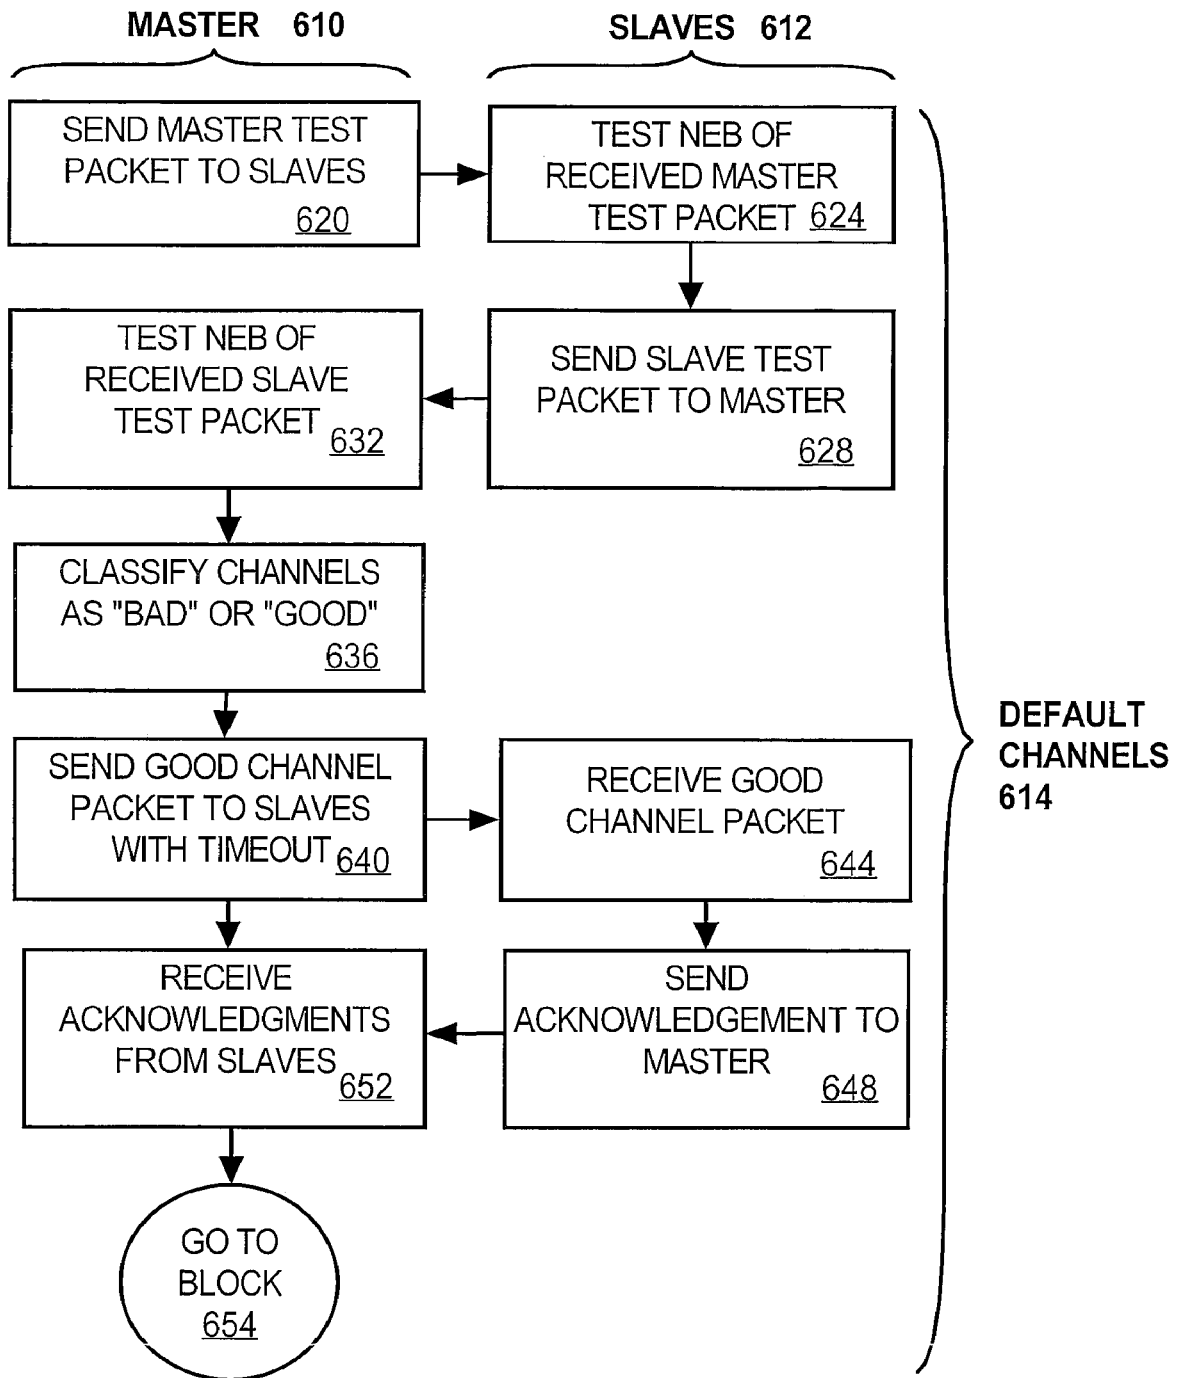 MASTER 610
SLAVES 612
SEND MASTER TEST
PACKET TO SLAVES
620
TEST NEB OF
RECEIVED MASTER
TEST PACKET 624
TEST NEB OF
RECEIVED SLAVE
TEST PACKET 632
SEND SLAVE TEST
PACKET TO MASTER
628
CLASSIFY CHANNELS
AS "BAD" OR "GOOD"
636
DEFAULT
CHANNELS
614
SEND GOOD CHANNEL
PACKET TO SLAVES
WITH TIMEOUT 640
RECEIVE GOOD
CHANNEL PACKET
644
RECEIVE
ACKNOWLEDGMENTS
FROM SLAVES 652
SEND
ACKNOWLEDGEMENT TO
MASTER
648
GO TO
BLOCK
654